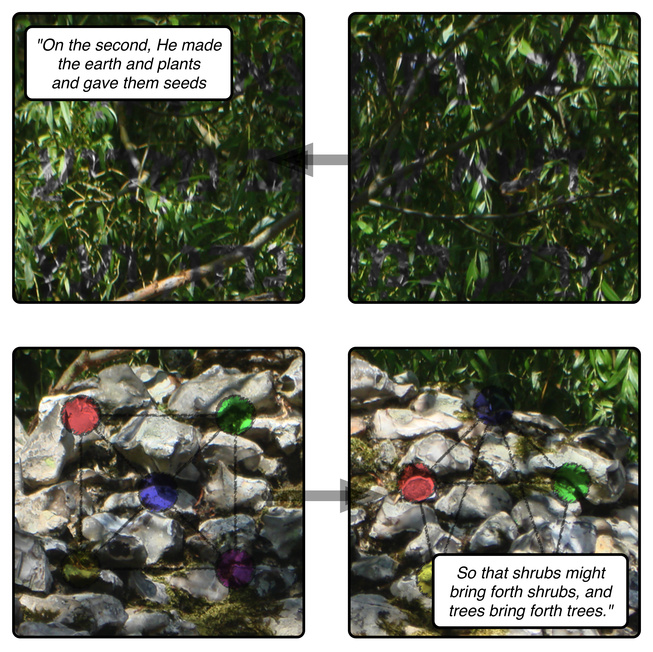 "On the second, He made
the earth and plants
and gave them seeds
So that shrubs might
bring forth shrubs, and
trees bring forth trees."